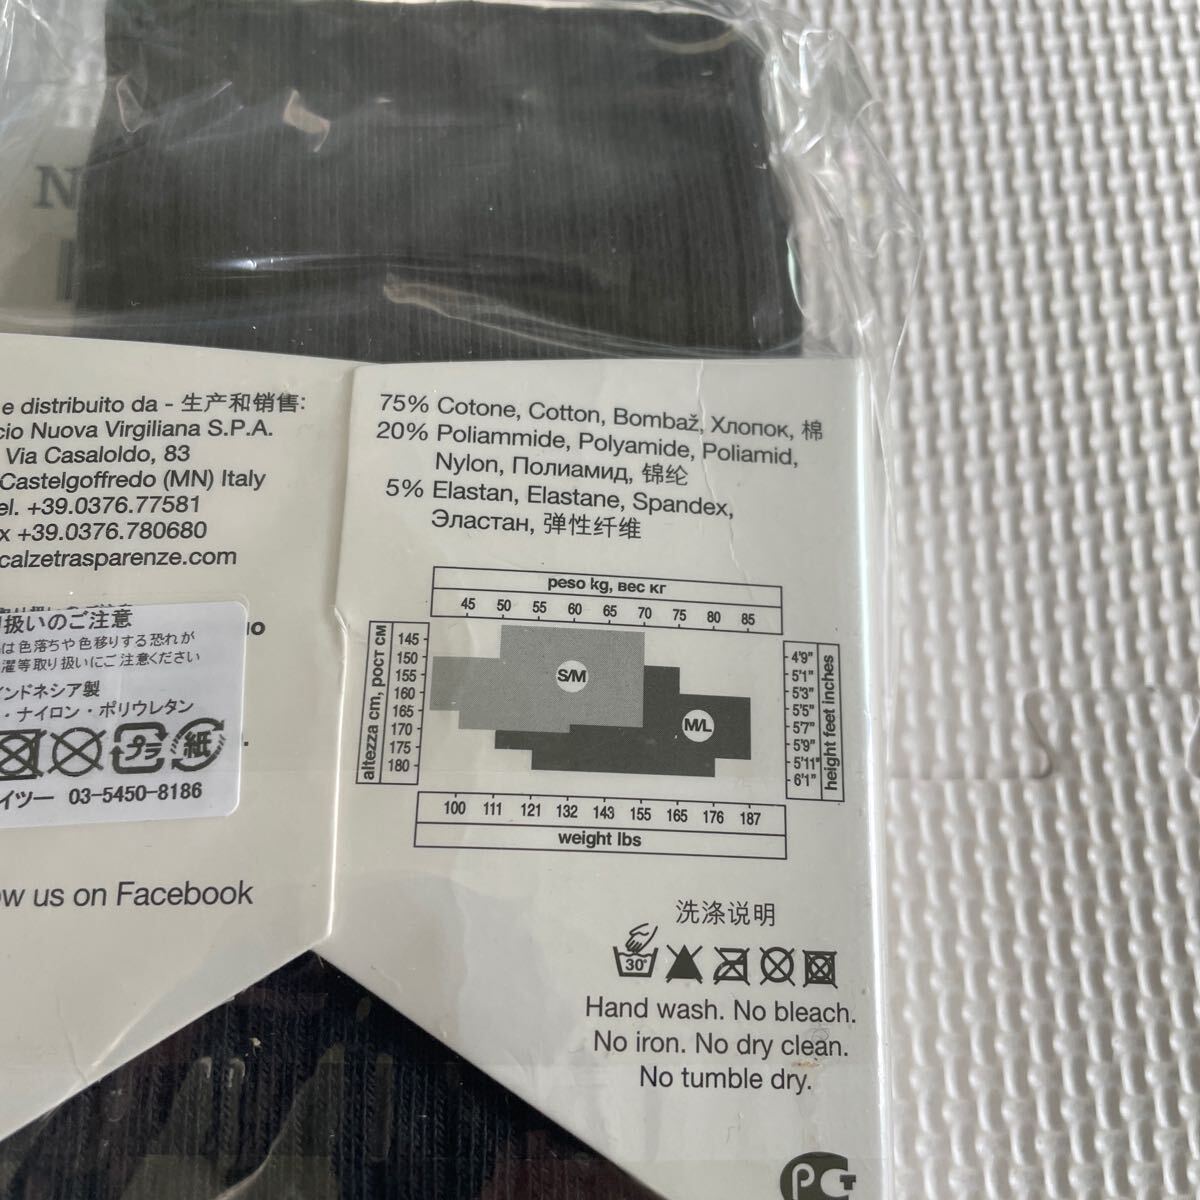 N
e distribuito da - 生产和销售:
cio Nuova Virgiliana S.P.A.
Via Casaloldo, 83
Castelgoffredo (MN) Italy
el. +39.0376.77581
x +39.0376.780680
calzetrasparenze.com
り扱いのご注意
は色落ちや色移りする恐れが
濯等取り扱いにご注意ください
インドネシア製
・ナイロン・ポリウレタン
プラ 紙
イツー 03-5450-8186
ow us on Facebook
75% Cotone, Cotton, Bombaž, Хлопок, 棉
20% Poliammide, Polyamide, Poliamid,
Nylon, Полиамид, 锦纶
5% Elastan, Elastane, Spandex,
Эластан, 弹性纤维
peso kg, вес кг
45 50 55 60 65 70 75 80 85
altezza cm, рост СМ
145
150
155
160
165
170
175
180
S/M
M/L
4'9"
5'1"
5'3"
5'5"
5'7"
5'9"
5'11"
6'1"
height feet inches
100 111 121 132 143 155 165 176 187
weight lbs
洗涤说明
30°
Hand wash. No bleach.
No iron. No dry clean.
No tumble dry.